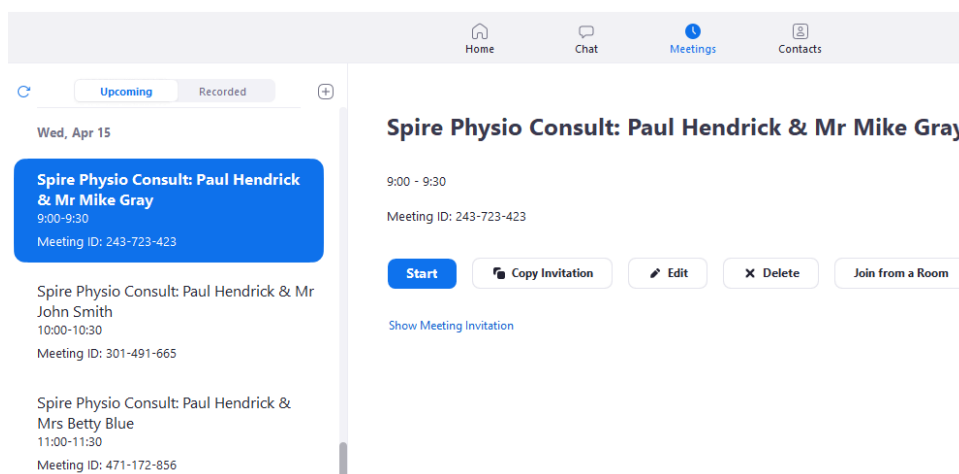 Home
Chat
Meetings
Contacts
Upcoming
Recorded
Wed, Apr 15
Spire Physio Consult: Paul Hendrick
& Mr Mike Gray
9:00-9:30
Meeting ID: 243-723-423
Spire Physio Consult: Paul Hendrick & Mr
John Smith
10:00-10:30
Meeting ID: 301-491-665
Spire Physio Consult: Paul Hendrick &
Mrs Betty Blue
11:00-11:30
Meeting ID: 471-172-856
Spire Physio Consult: Paul Hendrick & Mr Mike Gray
9:00 - 9:30
Meeting ID: 243-723-423
Start
Copy Invitation
Edit
Delete
Join from a Room
Show Meeting Invitation